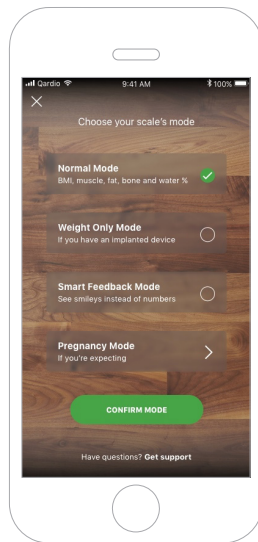 Qardio 9:41 AM 100%
Choose your scale's mode
Normal Mode
BMI, muscle, fat, bone and water %
Weight Only Mode
If you have an implanted device
Smart Feedback Mode
See smileys instead of numbers
Pregnancy Mode
If you're expecting
CONFIRM MODE
Have questions? Get support